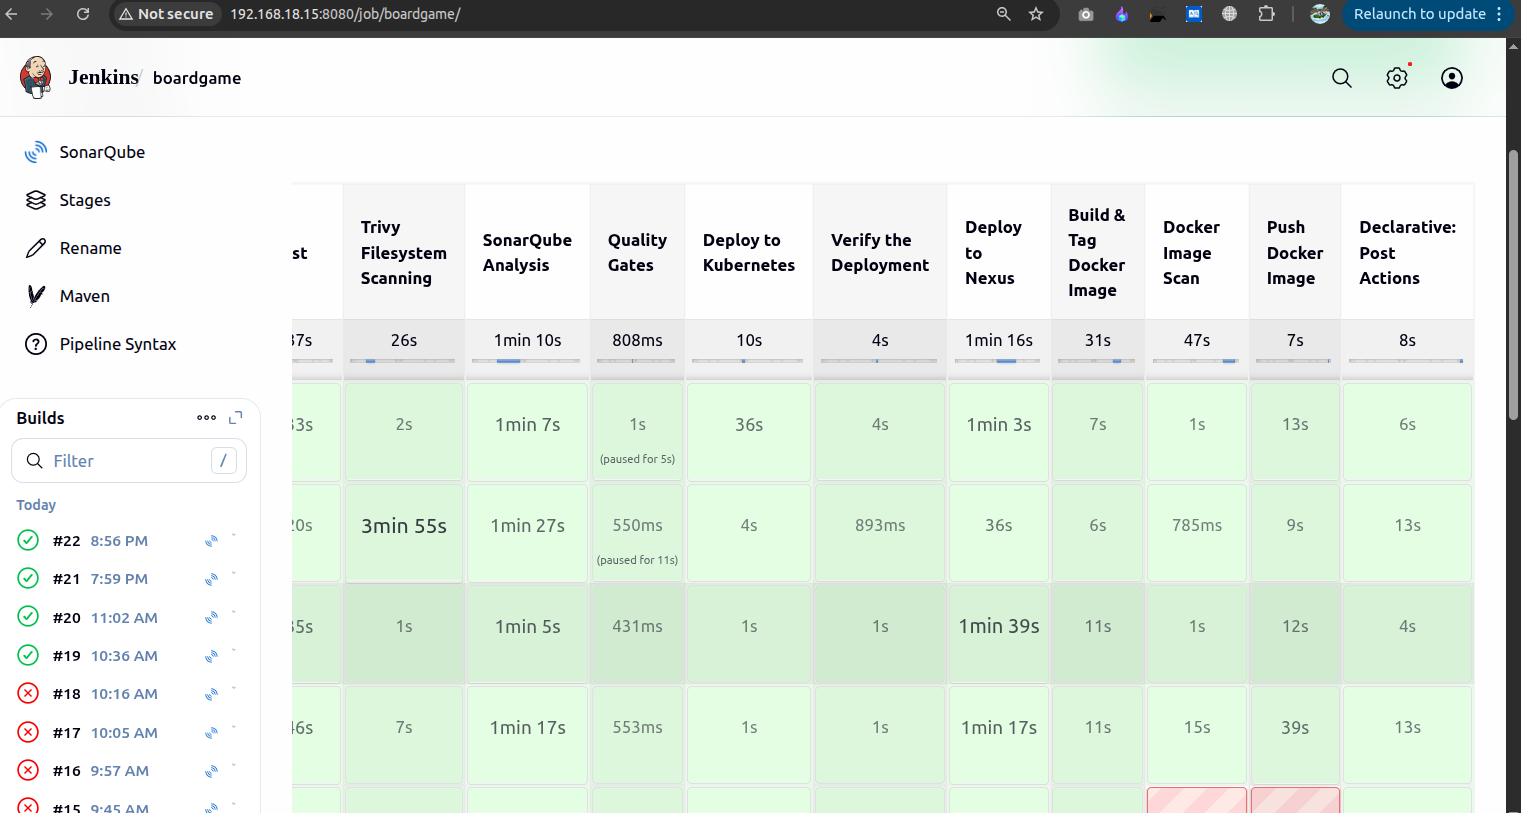 Not secure 192.168.18.15:8080/job/boardgame/
Relaunch to update
Jenkins / boardgame
SonarQube
Stages
Rename
Maven
Pipeline Syntax
Builds
Filter /
Today
#22 8:56 PM
#21 7:59 PM
#20 11:02 AM
#19 10:36 AM
#18 10:16 AM
#17 10:05 AM
#16 9:57 AM
#15 9:45 AM
st
Trivy
Filesystem
Scanning
SonarQube
Analysis
Quality
Gates
Deploy to
Kubernetes
Verify the
Deployment
Deploy
to
Nexus
Build &
Tag
Docker
Image
Docker
Image
Scan
Push
Docker
Image
Declarative:
Post
Actions
37s 26s 1min 10s 808ms 10s 4s 1min 16s 31s 47s 7s 8s
33s 2s 1min 7s 1s 36s 4s 1min 3s 7s 1s 13s 6s
(paused for 5s)
20s 3min 55s 1min 27s 550ms 4s 893ms 36s 6s 785ms 9s 13s
(paused for 11s)
35s 1s 1min 5s 431ms 1s 1s 1min 39s 11s 1s 12s 4s
46s 7s 1min 17s 553ms 1s 1s 1min 17s 11s 15s 39s 13s